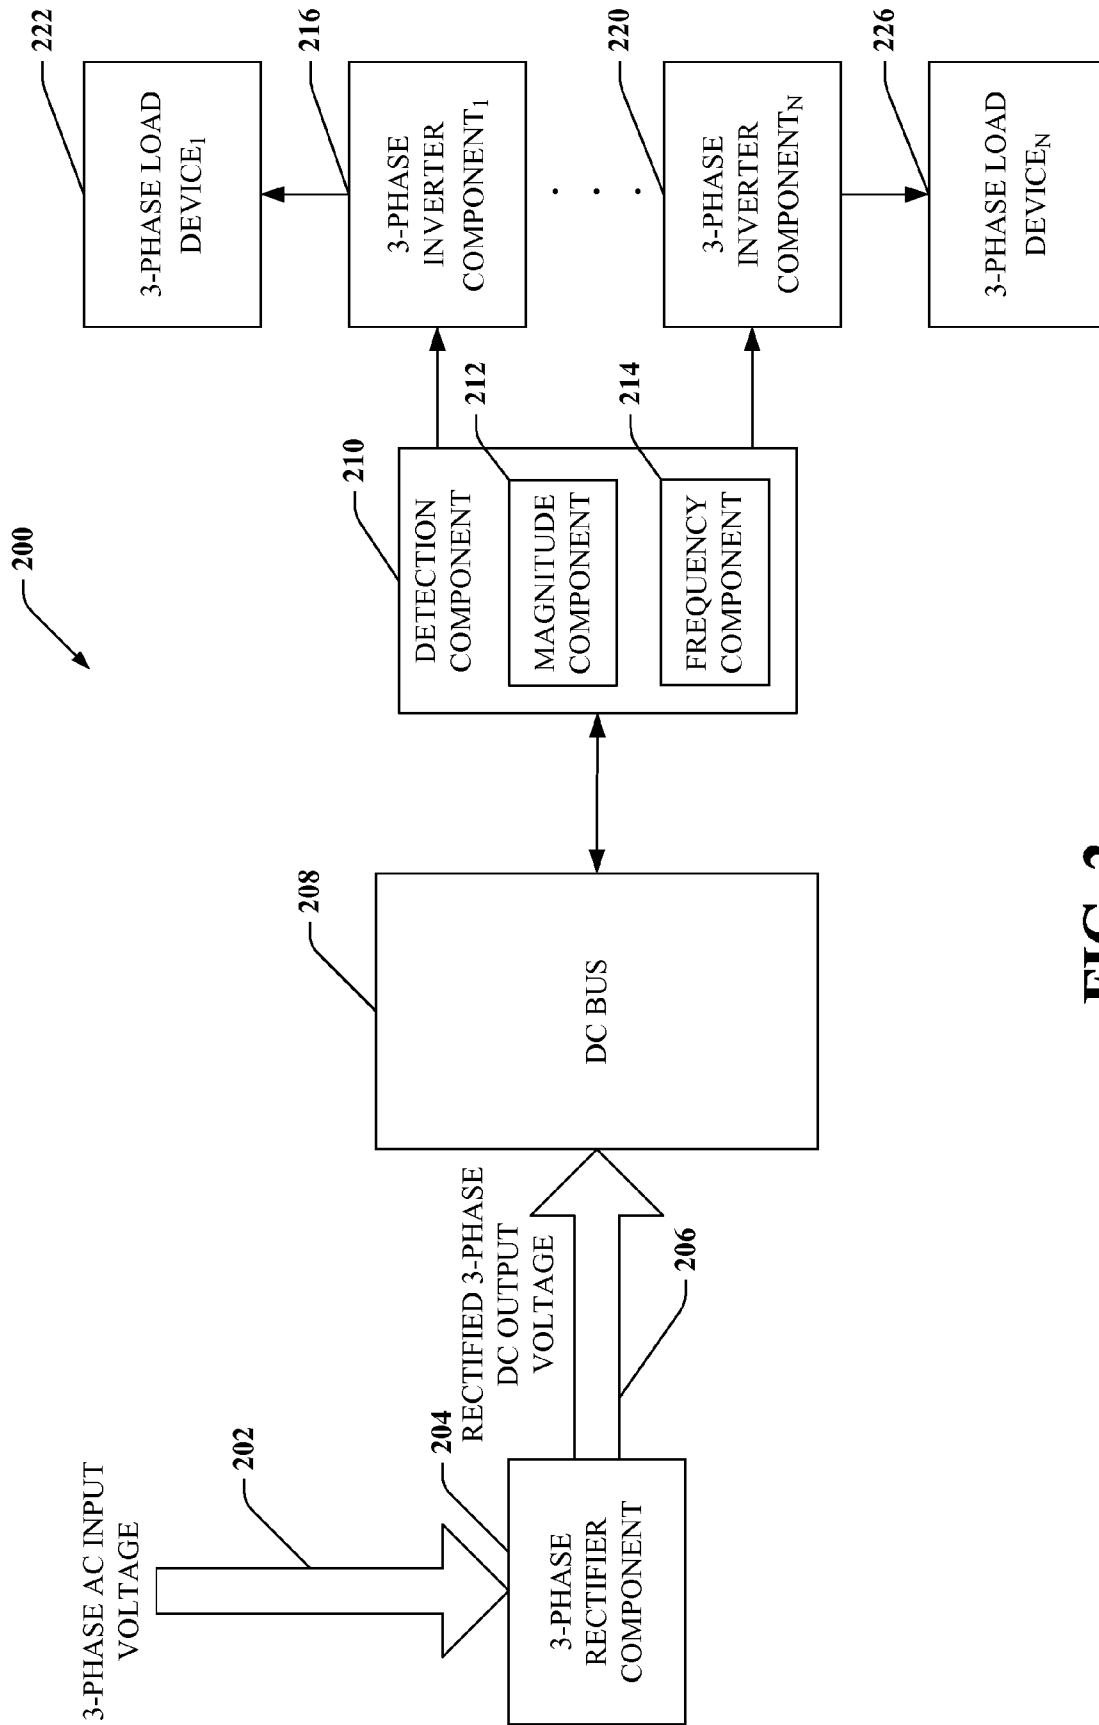 200
3-PHASE AC INPUT
VOLTAGE
202
204
3-PHASE
RECTIFIER
COMPONENT
RECTIFIED 3-PHASE
DC OUTPUT
VOLTAGE
206
208
DC BUS
210
DETECTION
COMPONENT
212
MAGNITUDE
COMPONENT
214
FREQUENCY
COMPONENT
222
3-PHASE LOAD
DEVICE1
216
3-PHASE
INVERTER
COMPONENT1
. . .
220
3-PHASE
INVERTER
COMPONENTN
226
3-PHASE LOAD
DEVICEN
FIG.